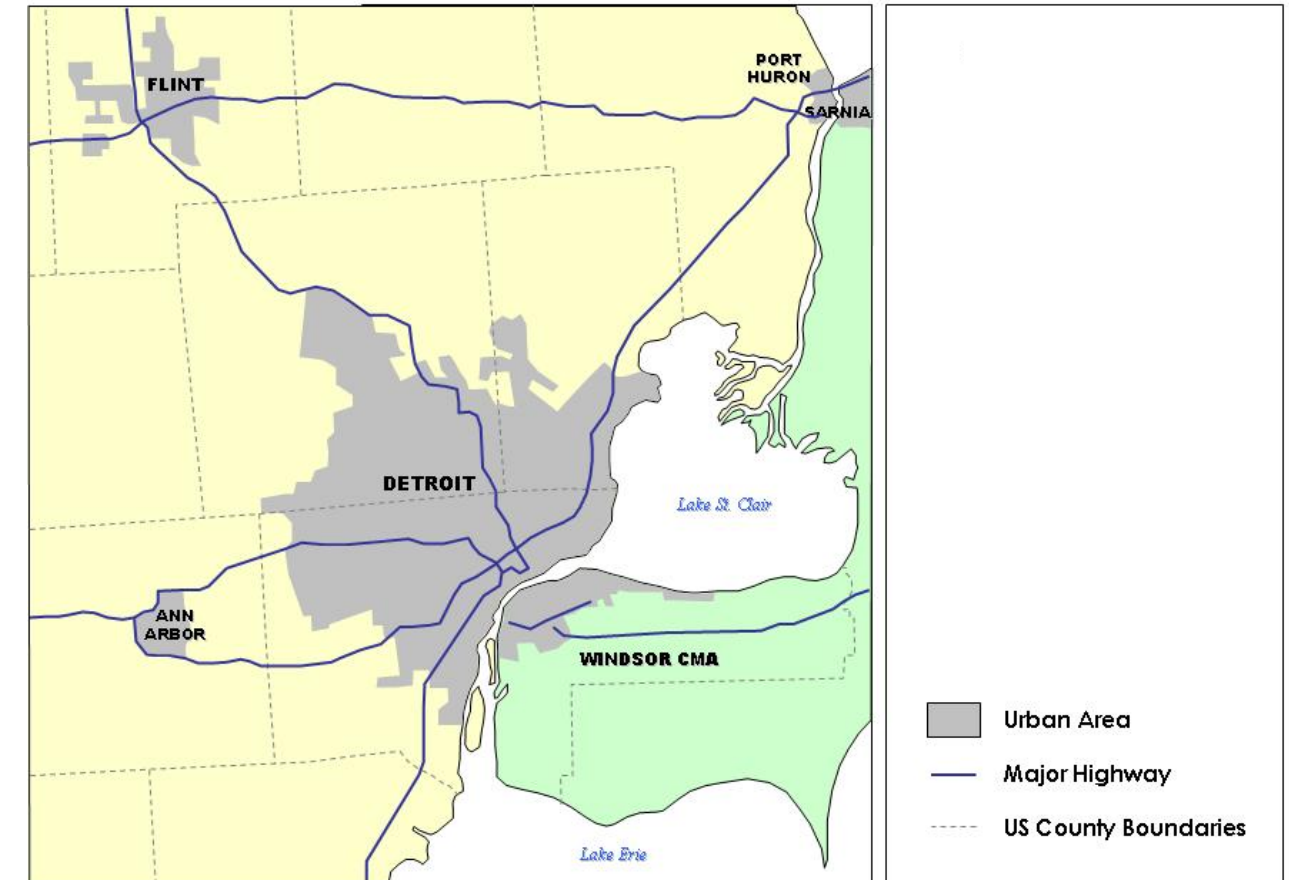 FLINT
PORT
HURON
SARNIA
DETROIT
Lake St. Clair
ANN
ARBOR
WINDSOR CMA
Lake Erie
Urban Area
Major Highway
US County Boundaries